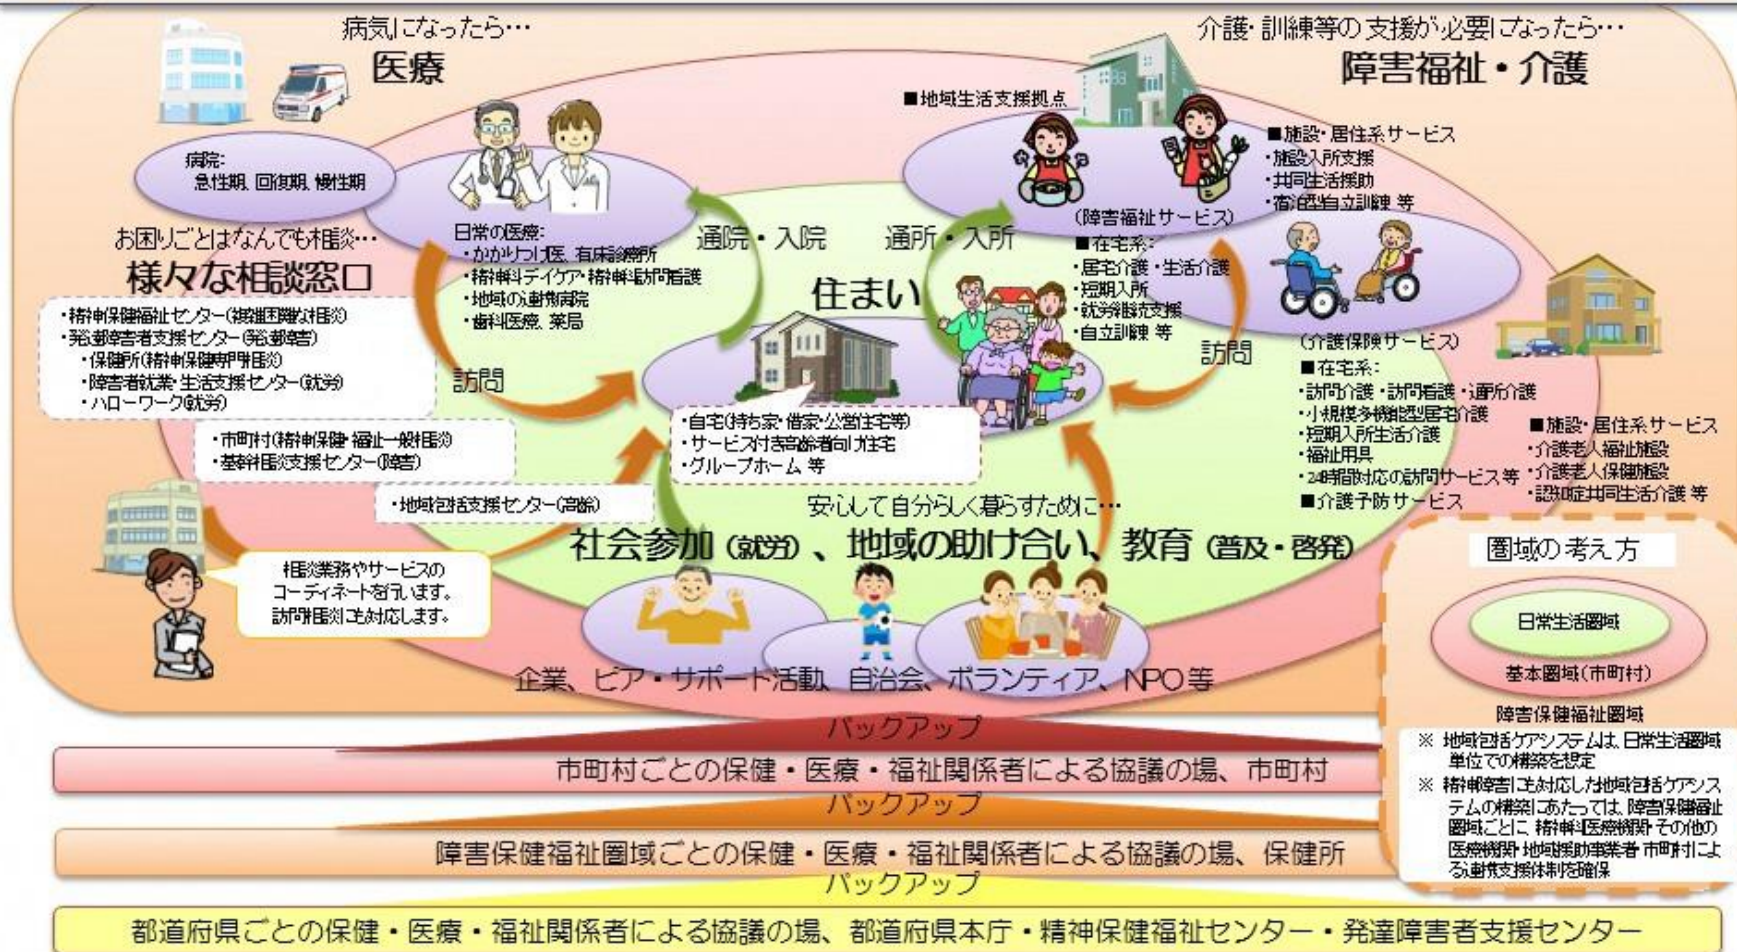 病気になったら…
医療
病院:
急性期、回復期、慢性期
日常の医療:
・かかりつけ医、有床診療所
・精神科デイケア・精神科訪問看護
・地域の連携病院
・歯科医療、薬局
お困りごとはなんでも相談…
様々な相談窓口
・精神保健福祉センター(複雑困難な相談)
・発達障害者支援センター(発達障害)
・保健所(精神保健専門相談)
・障害者就業・生活支援センター(就労)
・ハローワーク(就労)
・市町村(精神保健・福祉一般相談)
・基幹相談支援センター(障害)
・地域包括支援センター(高齢)
相談業務やサービスの
コーディネートを行います。
訪問相談にも対応します。
訪問
通院・入院
通所・入所
住まい
・自宅(持ち家・借家・公営住宅等)
・サービス付き高齢者向け住宅
・グループホーム 等
介護・訓練等の支援が必要になったら…
障害福祉・介護
■地域生活支援拠点
■施設・居住系サービス
・施設入所支援
・共同生活援助
・宿泊型自立訓練 等
(障害福祉サービス)
■在宅系:
・居宅介護・生活介護
・短期入所
・就労継続支援
・自立訓練 等
訪問
(介護保険サービス)
■在宅系:
・訪問介護・訪問看護・通所介護
・小規模多機能型居宅介護
・短期入所生活介護
・福祉用具
・24時間対応の訪問サービス等
■介護予防サービス
■施設・居住系サービス
・介護老人福祉施設
・介護老人保健施設
・認知症共同生活介護 等
安心して自分らしく暮らすために…
社会参加(就労)、地域の助け合い、教育(普及・啓発)
企業、ピア・サポート活動、自治会、ボランティア、NPO等
圏域の考え方
日常生活圏域
基本圏域(市町村)
障害保健福祉圏域
※ 地域包括ケアシステムは、日常生活圏域
単位での構築を想定
※ 精神障害にも対応した地域包括ケアシス
テムの構築にあたっては、障害保健福祉
圏域ごとに、精神科医療機関・その他の
医療機関・地域援助事業者・市町村によ
る連携支援体制を確保
バックアップ
市町村ごとの保健・医療・福祉関係者による協議の場、市町村
バックアップ
障害保健福祉圏域ごとの保健・医療・福祉関係者による協議の場、保健所
バックアップ
都道府県ごとの保健・医療・福祉関係者による協議の場、都道府県本庁・精神保健福祉センター・発達障害者支援センター